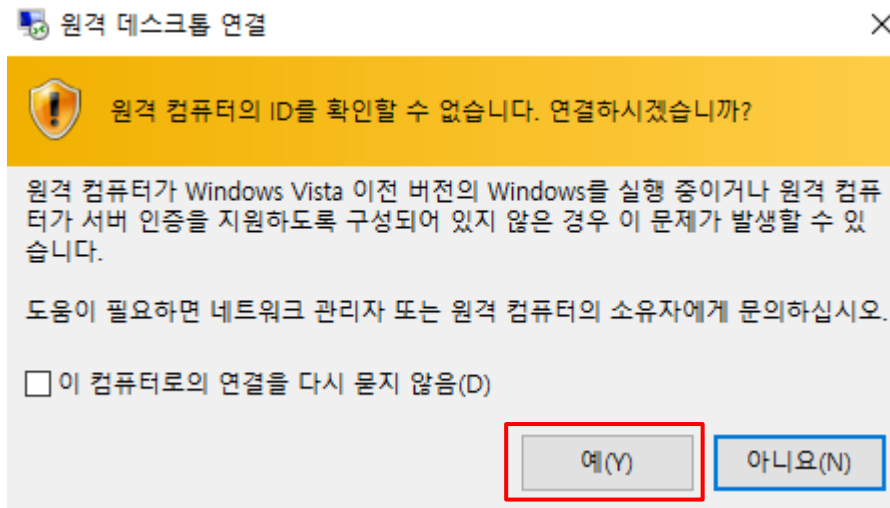 원격 데스크톱 연결
원격 컴퓨터의 ID를 확인할 수 없습니다. 연결하시겠습니까?
원격 컴퓨터가 Windows Vista 이전 버전의 Windows를 실행 중이거나 원격 컴퓨
터가 서버 인증을 지원하도록 구성되어 있지 않은 경우 이 문제가 발생할 수 있
습니다.
도움이 필요하면 네트워크 관리자 또는 원격 컴퓨터의 소유자에게 문의하십시오.
이 컴퓨터로의 연결을 다시 묻지 않음(D)
예(Y) 아니요(N)